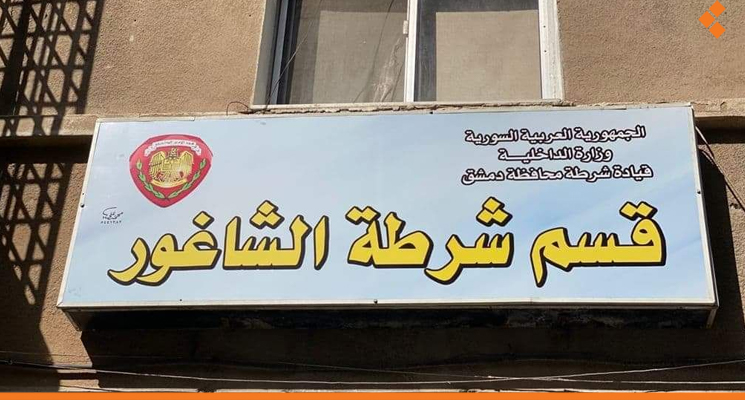 الجمهورية العربية السورية
وزارة الداخلية
قيادة شرطة محافظة دمشق
قسم شرطة الشاغور